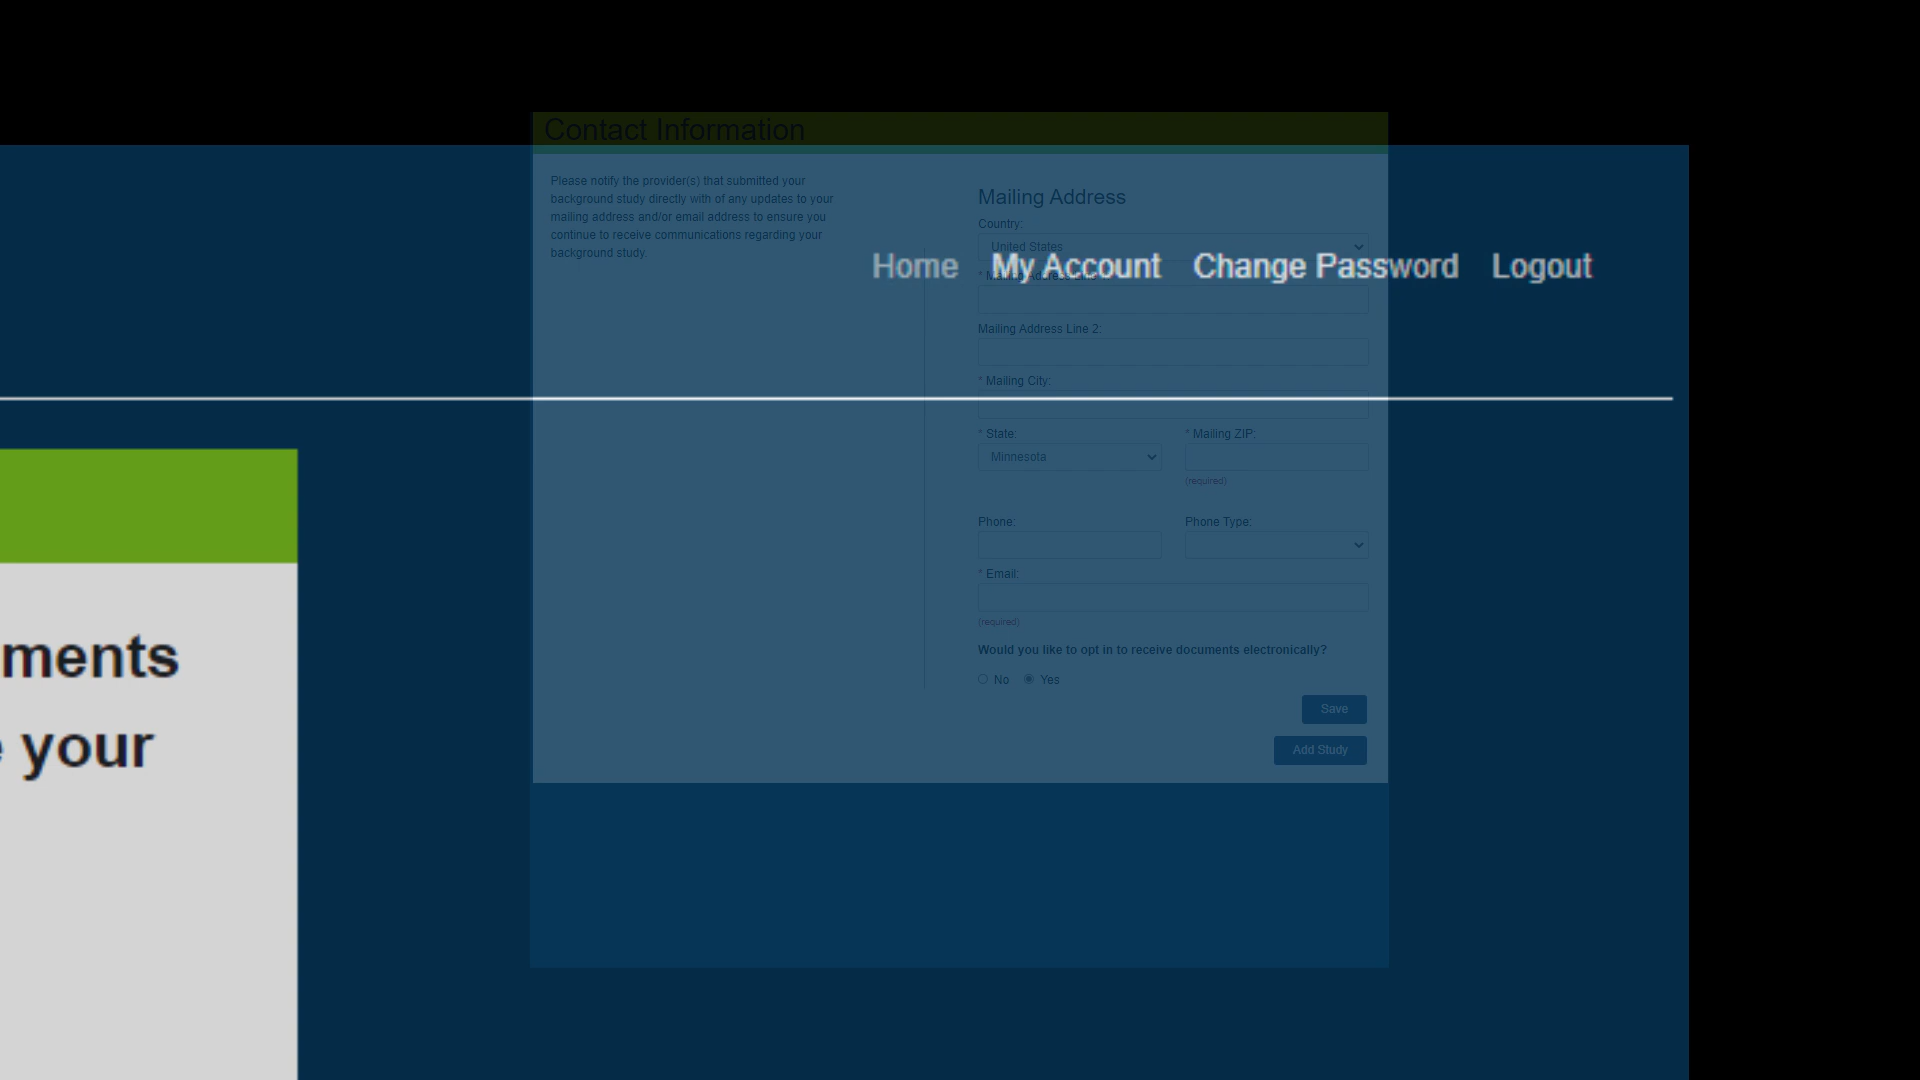 Contact Information
Please notify the provider(s) that submitted your
background study directly with of any updates to your
mailing address and/or email address to ensure you
continue to receive communications regarding your
background study.
Mailing Address
Country:
United States
Home My Account Change Password Logout
* Mailing Address Line
Mailing Address Line 2:
* Mailing City:
* State: * Mailing ZIP:
Minnesota
(required)
Phone: Phone Type:
* Email:
(required)
Would you like to opt in to receive documents electronically?
No Yes
Save
Add Study
ments
your